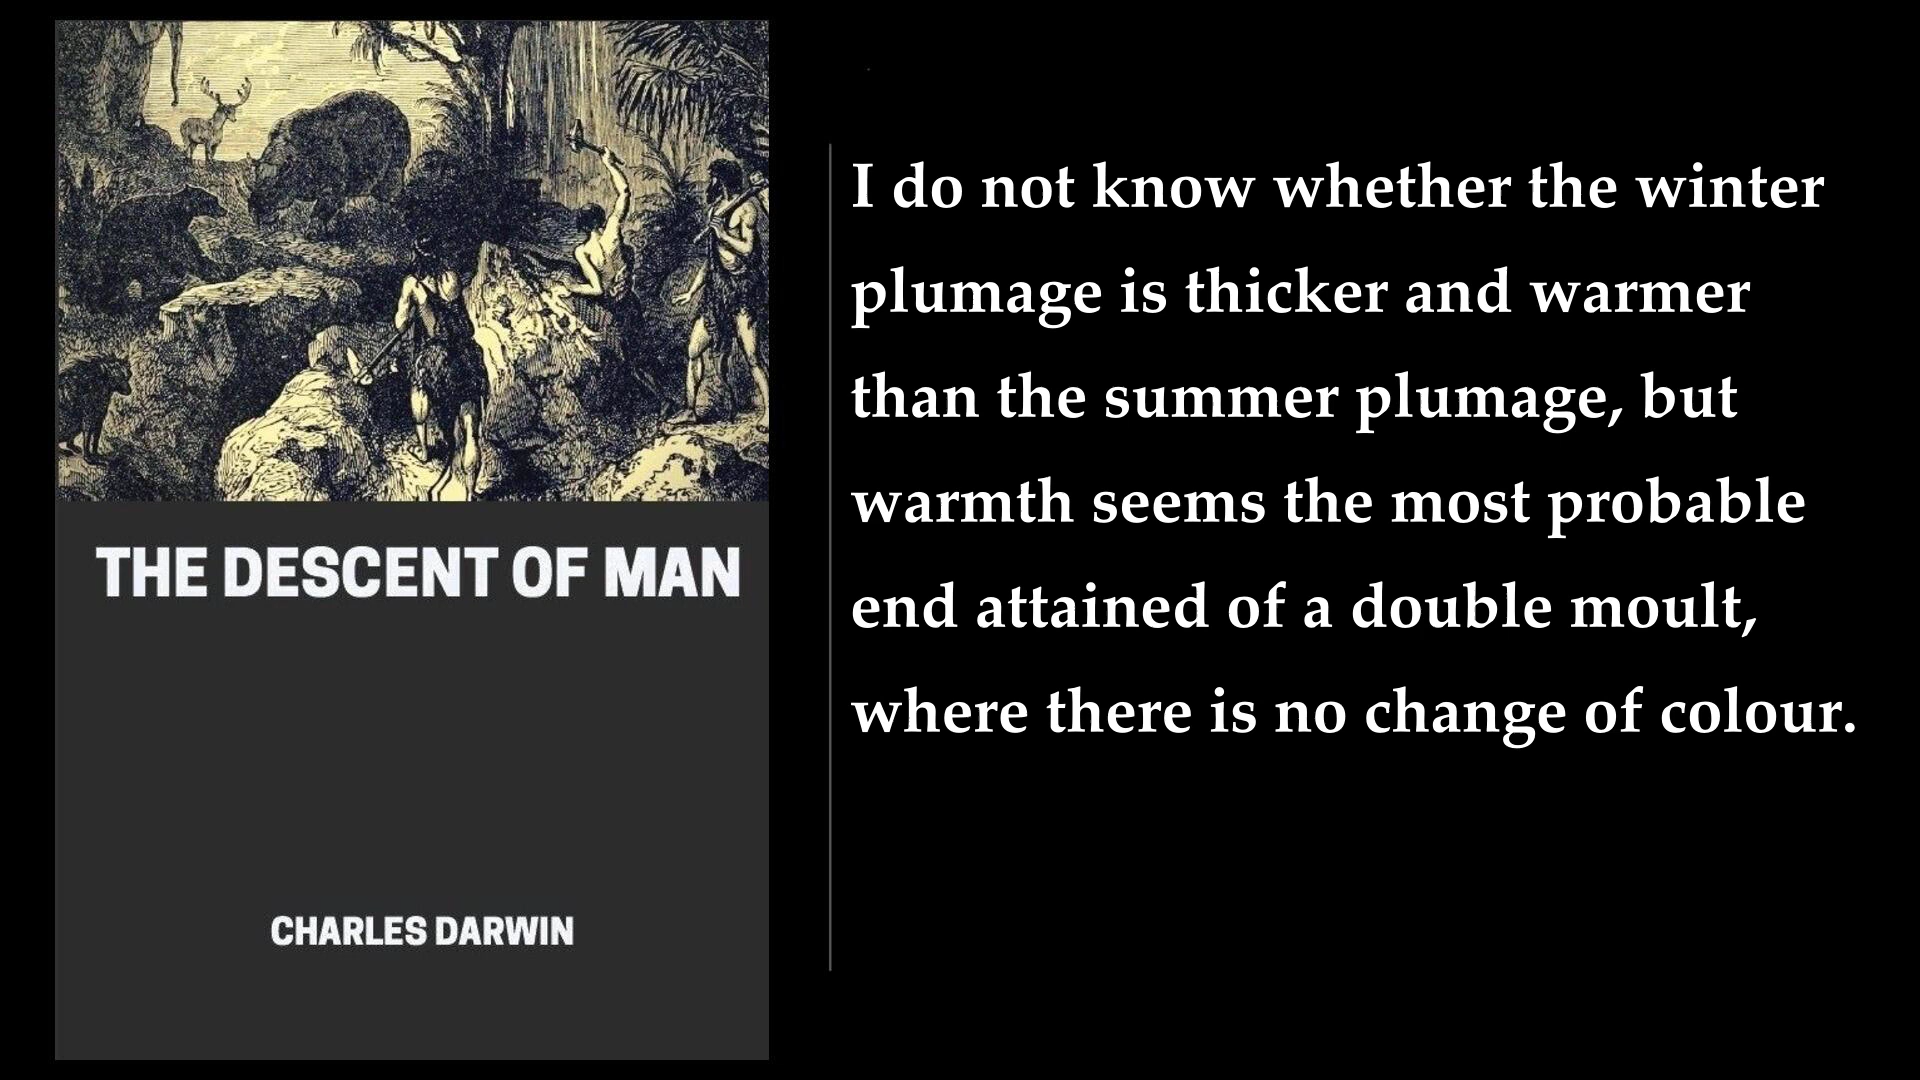 THE DESCENT OF MAN
CHARLES DARWIN
I do not know whether the winter
plumage is thicker and warmer
than the summer plumage, but
warmth seems the most probable
end attained of a double moult,
where there is no change of colour.